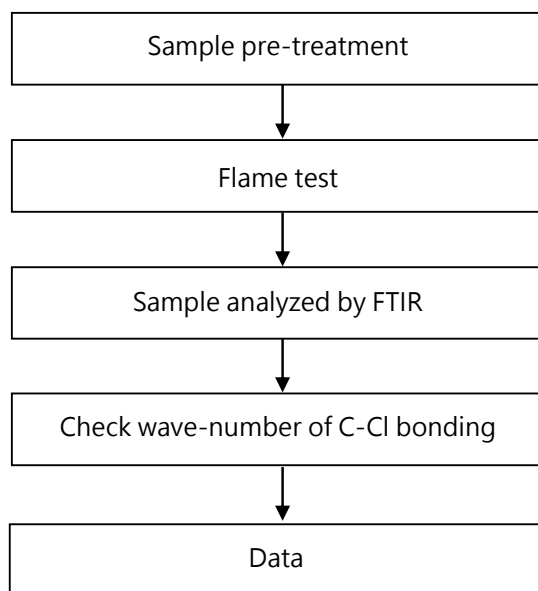 Sample pre-treatment
Flame test
Sample analyzed by FTIR
Check wave-number of C-Cl bonding
Data